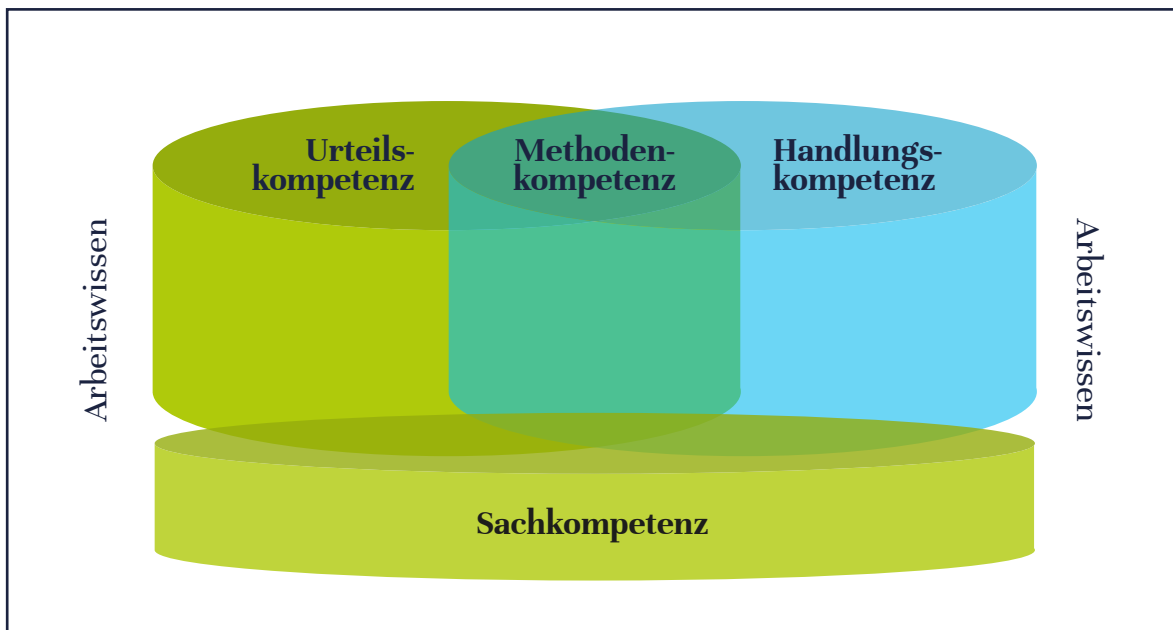 Urteils-
kompetenz
Methoden-
kompetenz
Handlungs-
kompetenz
Arbeitswissen
Arbeitswissen
Sachkompetenz